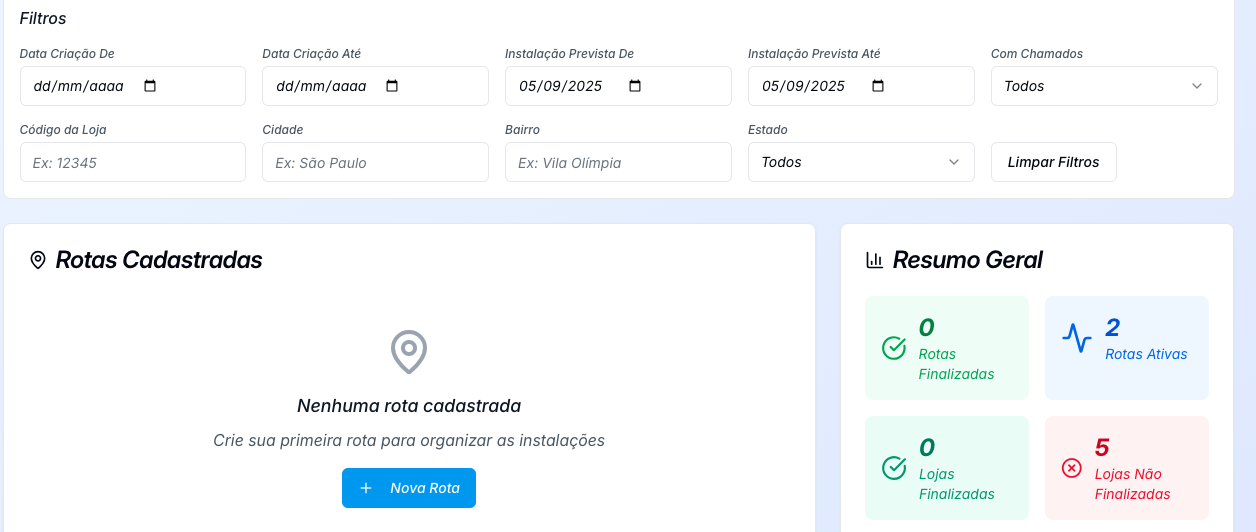 Filtros
Data Criação De
Data Criação Até
Instalação Prevista De
Instalação Prevista Até
Com Chamados
dd/mm/aaaa
dd/mm/aaaa
05/09/2025
05/09/2025
Todos
Código da Loja
Cidade
Bairro
Estado
Ex: 12345
Ex: São Paulo
Ex: Vila Olímpia
Todos
Limpar Filtros
Rotas Cadastradas
Nenhuma rota cadastrada
Crie sua primeira rota para organizar as instalações
+ Nova Rota
Resumo Geral
0
Rotas
Finalizadas
2
Rotas Ativas
0
Lojas
Finalizadas
5
Lojas Não
Finalizadas